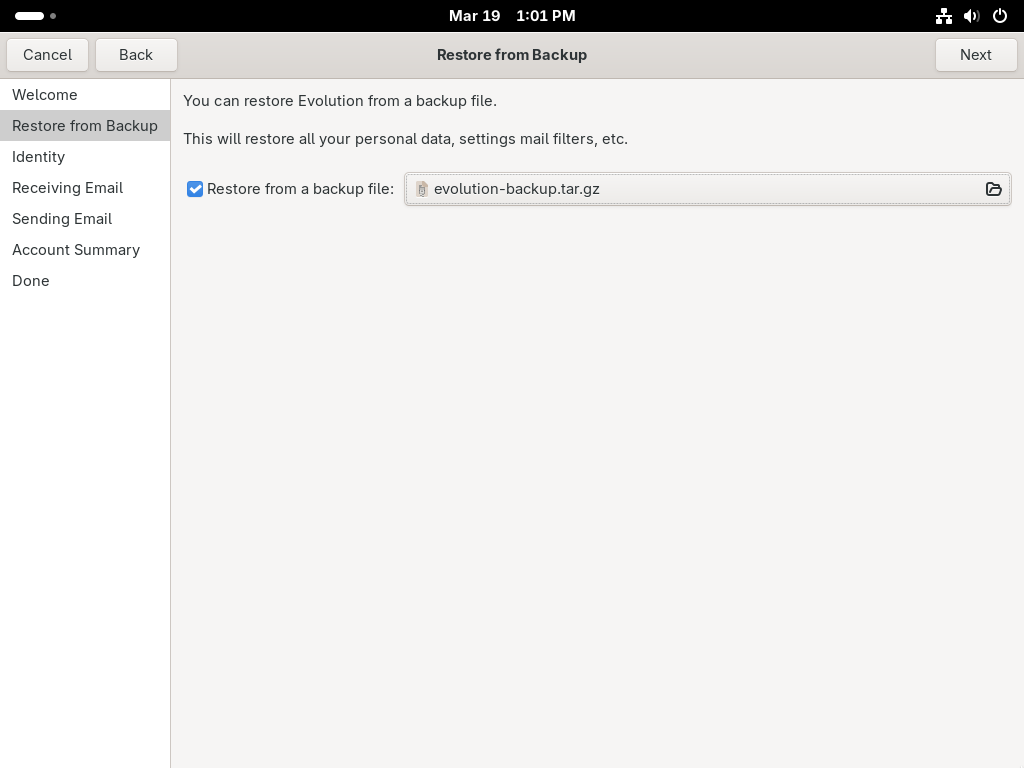 Mar 19 1:01 PM
Cancel Back Restore from Backup Next
Welcome
Restore from Backup
Identity
Receiving Email
Sending Email
Account Summary
Done
You can restore Evolution from a backup file.
This will restore all your personal data, settings mail filters, etc.
Restore from a backup file: evolution-backup.tar.gz